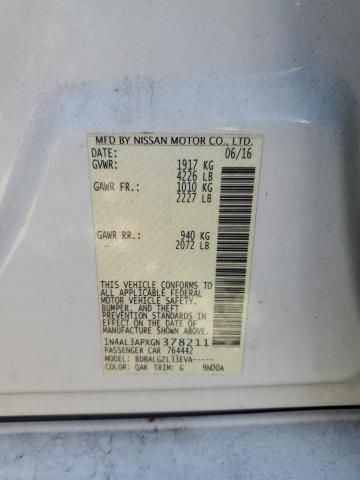 MFD BY NISSAN MOTOR CO., LTD.
DATE: 06/16
GVWR: 1917 KG
4226 LB
GAWR FR.: 1010 KG
2227 LB
GAWR RR.: 940 KG
2072 LB
THIS VEHICLE CONFORMS TO
ALL APPLICABLE FEDERAL
MOTOR VEHICLE SAFETY,
BUMPER, AND THEFT
PREVENTION STANDARDS IN
EFFECT ON THE DATE OF
MANUFACTURE SHOWN ABOVE.
1N4AL3APXGN378211
PASSENGER CAR 764442
MODEL: BDBALGZL33EVA-----
COLOR: QAK TRIM: G 9N00A